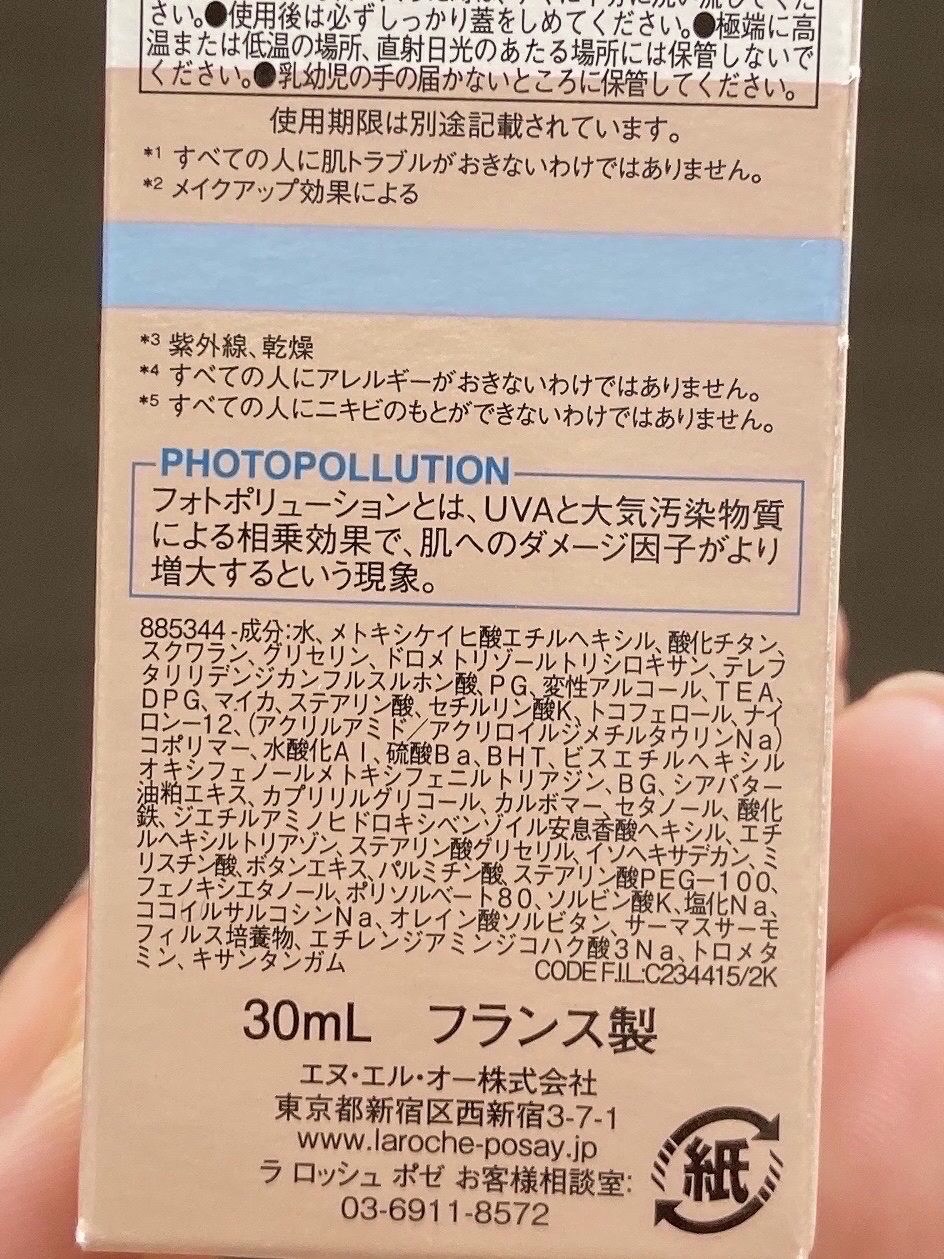 さい。●使用後は必ずしっかり蓋をしめてください。●極端に高
温または低温の場所、直射日光のあたる場所には保管しないで
ください。●乳幼児の手の届かないところに保管してください。
使用期限は別途記載されています。
*1 すべての人に肌トラブルがおきないわけではありません。
*2 メイクアップ効果による
*3 紫外線、乾燥
*4 すべての人にアレルギーがおきないわけではありません。
*5 すべての人にニキビのもとができないわけではありません。
PHOTOPOLLUTION
フォトポリューションとは、UVAと大気汚染物質
による相乗効果で、肌へのダメージ因子がより
増大するという現象。
885344 -成分:水、メトキシケイヒ酸エチルヘキシル、酸化チタン、
スクワラン、グリセリン、ドロメトリゾールトリシロキサン、テレフ
タリリデンジカンフルスルホン酸、PG、変性アルコール、TEA、
DPG、マイカ、ステアリン酸、セチルリン酸K、トコフェロール、ナイ
ロン－12、(アクリルアミド／アクリロイルジメチルタウリンNa)
コポリマー、水酸化Al、硫酸Ba、BHT、ビスエチルヘキシル
オキシフェノールメトキシフェニルトリアジン、BG、シアバター
油粕エキス、カプリリルグリコール、カルボマー、セタノール、酸化
鉄、ジエチルアミノヒドロキシベンゾイル安息香酸ヘキシル、エチ
ルヘキシルトリアゾン、ステアリン酸グリセリル、イソヘキサデカン、ミ
リスチン酸、ボタンエキス、パルミチン酸、ステアリン酸PEG－100、
フェノキシエタノール、ポリソルベート80、ソルビン酸K、塩化Na、
ココイルサルコシンNa、オレイン酸ソルビタン、サーマスサーモ
フィルス培養物、エチレンジアミンジコハク酸3Na、トロメタ
ミン、キサンタンガム
CODE F.I.L.:C234415/2K
30mL フランス製
エヌ・エル・オー株式会社
東京都新宿区西新宿3-7-1
www.laroche-posay.jp
ラ ロッシュ ポゼ お客様相談室:
03-6911-8572
紙